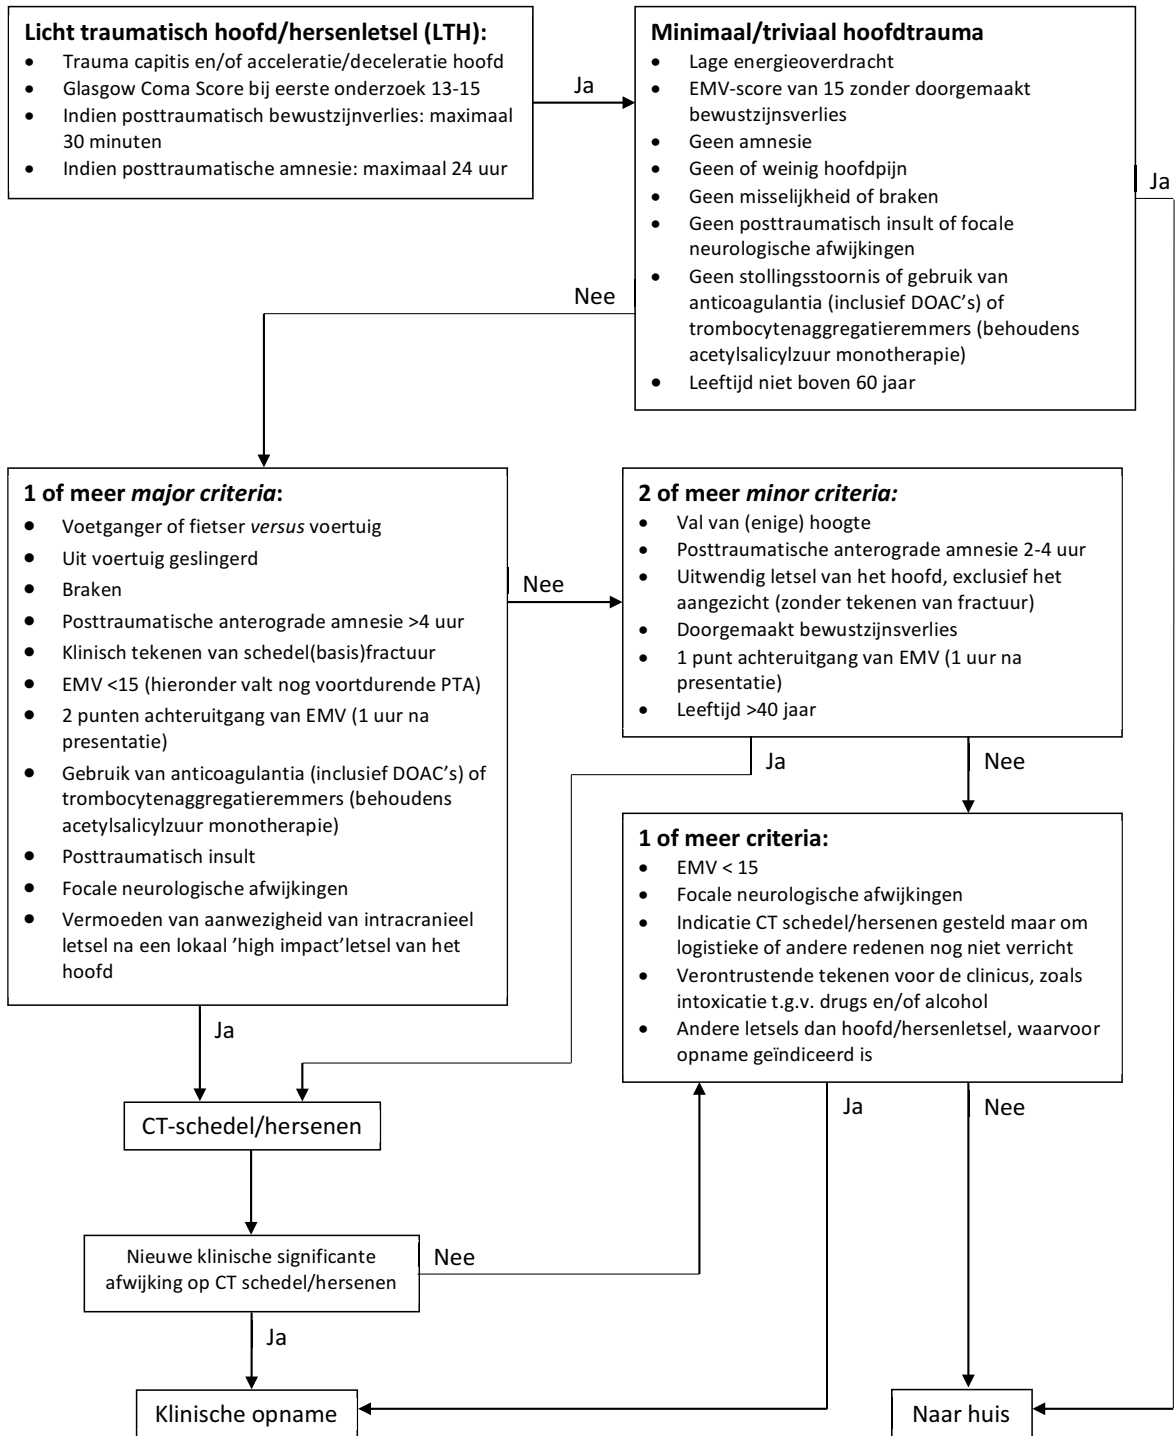 Licht traumatisch hoofd/hersenletsel (LTH):
• Trauma capitis en/of acceleratie/deceleratie hoofd
• Glasgow Coma Score bij eerste onderzoek 13-15
• Indien posttraumatisch bewustzijnverlies: maximaal
30 minuten
• Indien posttraumatische amnesie: maximaal 24 uur
Ja
Minimaal/triviaal hoofdtrauma
• Lage energieoverdracht
• EMV-score van 15 zonder doorgemaakt
bewustzijnsverlies
• Geen amnesie
• Geen of weinig hoofdpijn
• Geen misselijkheid of braken
• Geen posttraumatisch insult of focale
neurologische afwijkingen
• Geen stollingsstoornis of gebruik van
anticoagulantia (inclusief DOAC's) of
trombocytenaggregatieremmers (behoudens
acetylsalicylzuur monotherapie)
• Leeftijd niet boven 60 jaar
Ja
Nee
1 of meer major criteria:
• Voetganger of fietser versus voertuig
• Uit voertuig geslingerd
• Braken
• Posttraumatische anterograde amnesie >4 uur
• Klinisch tekenen van schedel(basis)fractuur
• EMV <15 (hieronder valt nog voortdurende PTA)
• 2 punten achteruitgang van EMV (1 uur na
presentatie)
• Gebruik van anticoagulantia (inclusief DOAC's) of
trombocytenaggregatieremmers (behoudens
acetylsalicylzuur monotherapie)
• Posttraumatisch insult
• Focale neurologische afwijkingen
• Vermoeden van aanwezigheid van intracranieel
letsel na een lokaal 'high impact'letsel van het
hoofd
Nee
2 of meer minor criteria:
• Val van (enige) hoogte
• Posttraumatische anterograde amnesie 2-4 uur
• Uitwendig letsel van het hoofd, exclusief het
aangezicht (zonder tekenen van fractuur)
• Doorgemaakt bewustzijnsverlies
• 1 punt achteruitgang van EMV (1 uur na
presentatie)
• Leeftijd >40 jaar
Ja
Nee
1 of meer criteria:
• EMV < 15
• Focale neurologische afwijkingen
• Indicatie CT schedel/hersenen gesteld maar om
logistieke of andere redenen nog niet verricht
• Verontrustende tekenen voor de clinicus, zoals
intoxicatie t.g.v. drugs en/of alcohol
• Andere letsels dan hoofd/hersenletsel, waarvoor
opname geïndiceerd is
Ja
CT-schedel/hersenen
Ja
Nee
Nieuwe klinische significante
afwijking op CT schedel/hersenen
Nee
Ja
Klinische opname
Naar huis